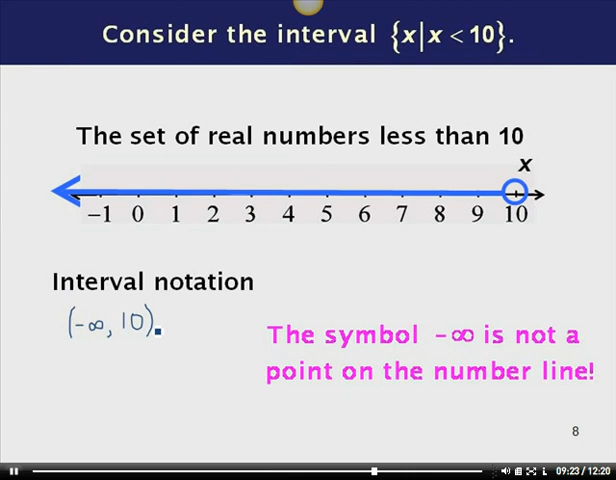 Consider the interval {x|x < 10}.
The set of real numbers less than 10
x
−1 0 1 2 3 4 5 6 7 8 9 10
Interval notation
(-∞, 10)
The symbol -∞ is not a
point on the number line!
8
09:23 / 12:20